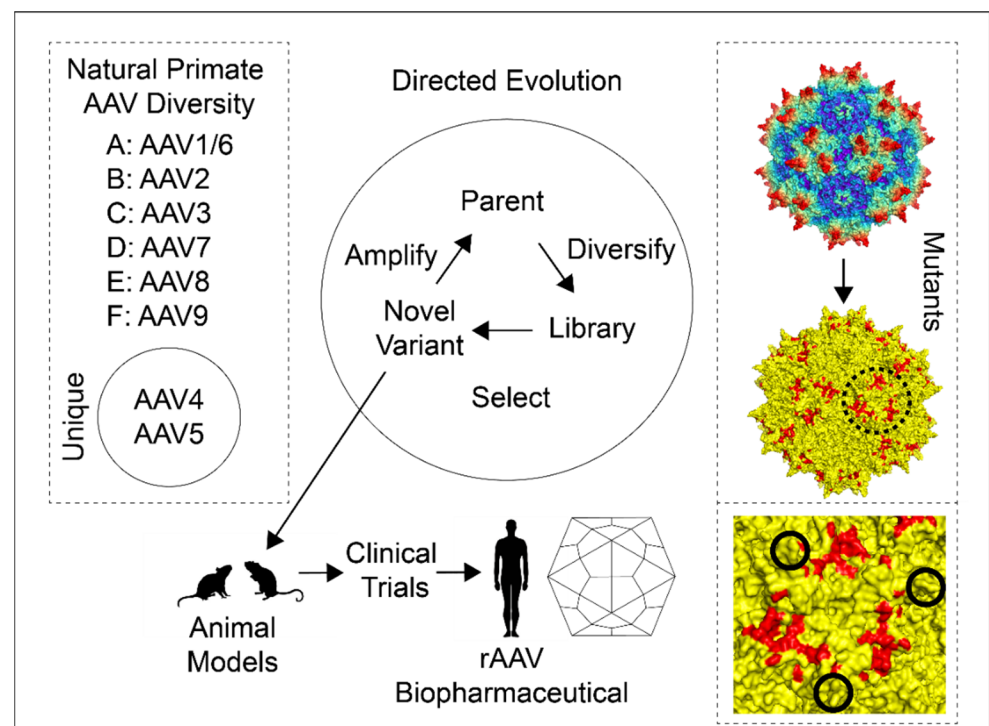 Natural Primate
AAV Diversity
A: AAV1/6
B: AAV2
C: AAV3
D: AAV7
E: AAV8
F: AAV9
Unique
AAV4
AAV5
Directed Evolution
Parent
Amplify
Diversify
Novel
Variant
Library
Select
Mutants
Animal
Models
Clinical
Trials
rAAV
Biopharmaceutical